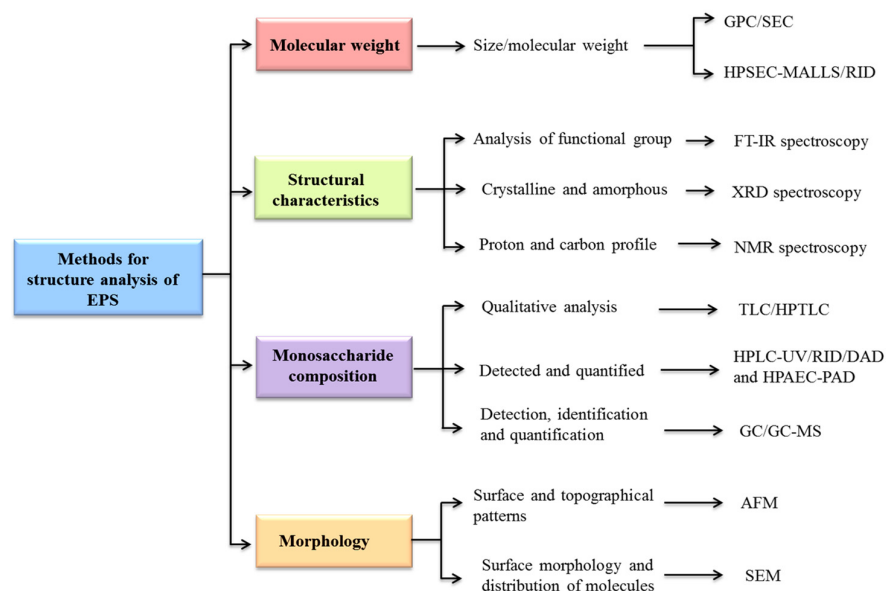 Methods for
structure analysis of
EPS
Molecular weight
Size/molecular weight
GPC/SEC
HPSEC-MALLS/RID
Structural
characteristics
Analysis of functional group
FT-IR spectroscopy
Crystalline and amorphous
XRD spectroscopy
Proton and carbon profile
NMR spectroscopy
Monosaccharide
composition
Qualitative analysis
TLC/HPTLC
Detected and quantified
HPLC-UV/RID/DAD
and HPAEC-PAD
Detection, identification
and quantification
GC/GC-MS
Morphology
Surface and topographical
patterns
AFM
Surface morphology and
distribution of molecules
SEM